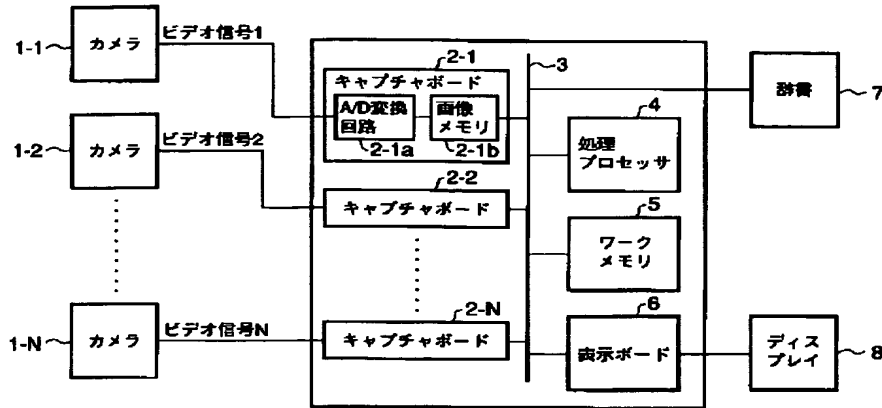 1-1
カメラ
ビデオ信号1
2-1
キャプチャボード
A/D変換
回路
画像
メモリ
2-1a
2-1b
3
辞書
7
1-2
カメラ
ビデオ信号2
2-2
キャプチャボード
4
処理
プロセッサ
5
ワーク
メモリ
1-N
カメラ
ビデオ信号N
2-N
キャプチャボード
6
表示ボード
ディス
プレイ
8